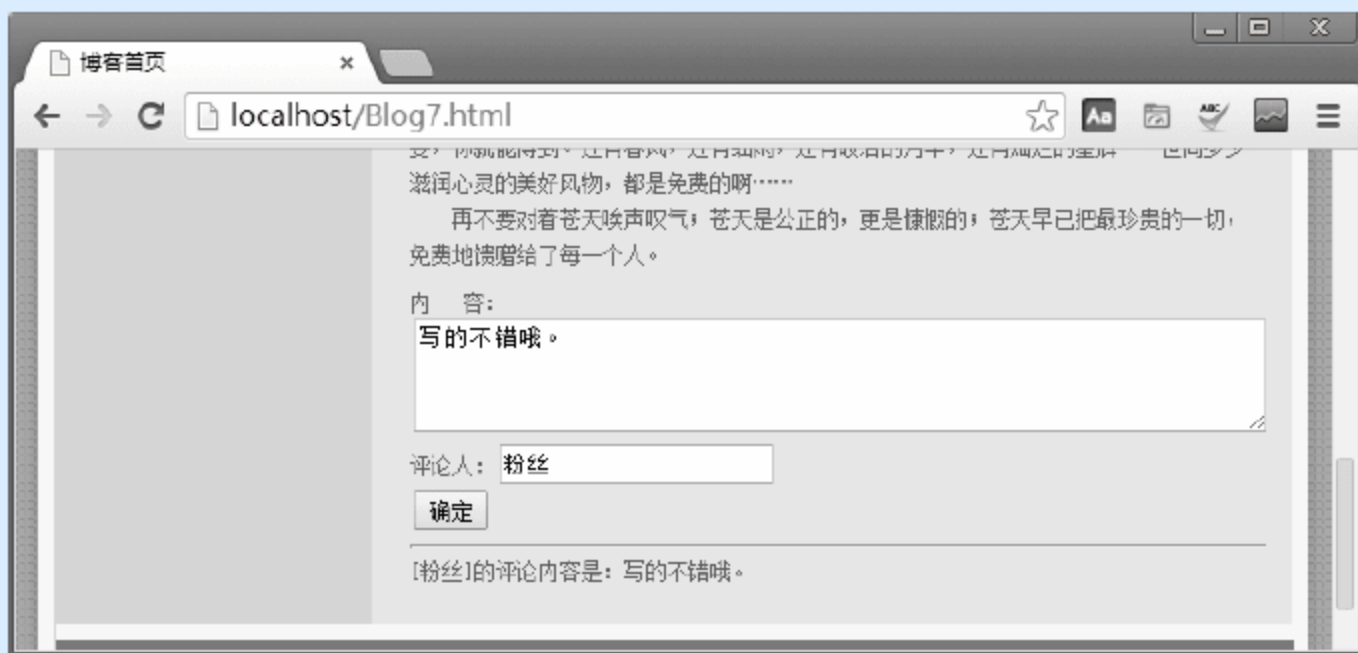 博客首页
localhost/Blog7.html
Aa
ABC
滋润心灵的美好风物，都是免费的啊……
再不要对着苍天唉声叹气；苍天是公正的，更是慷慨的；苍天早已把最珍贵的一切，
免费地馈赠给了每一个人。
内 容：
写的不错哦。
评论人： 粉丝
确定
[粉丝]的评论内容是：写的不错哦。